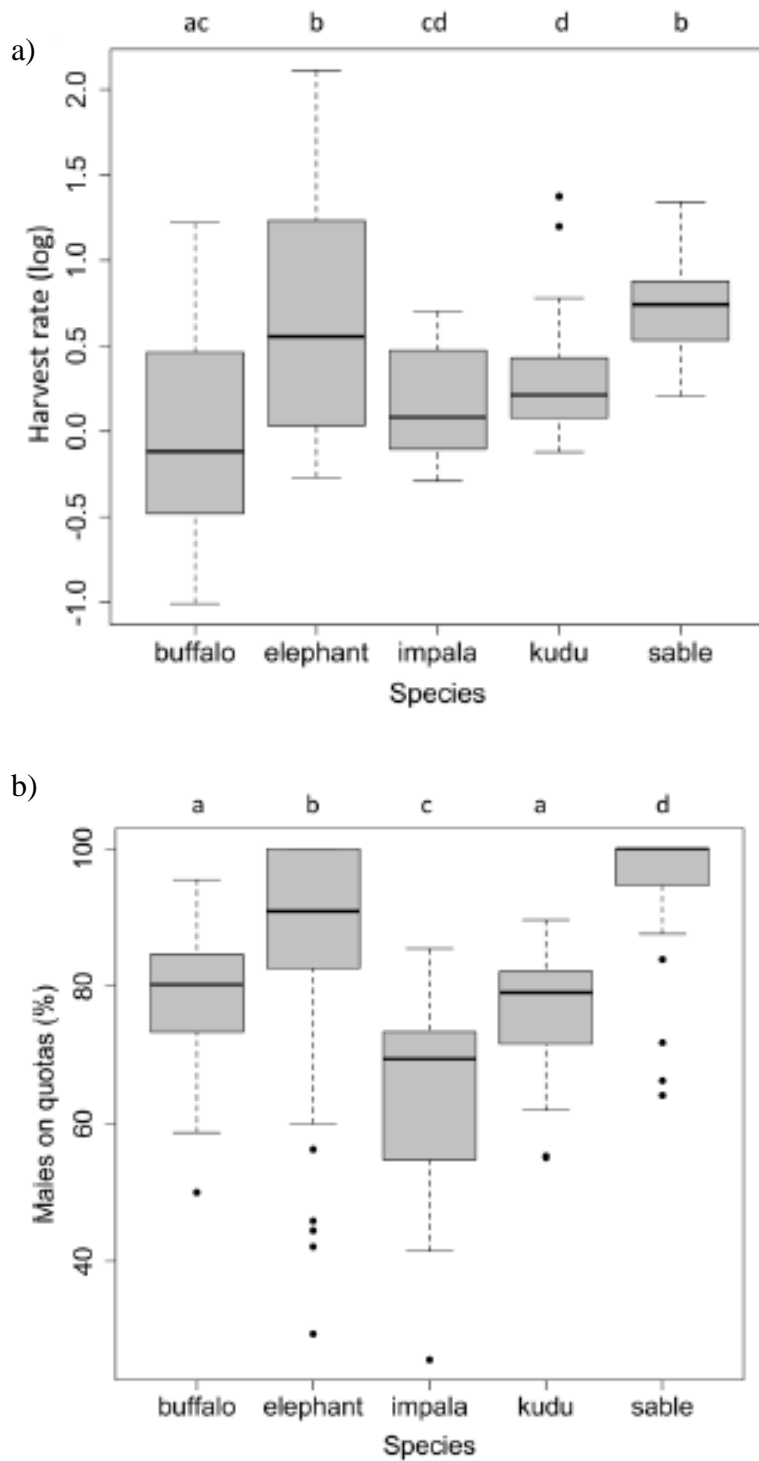 a)
ac b cd d b
Harvest rate (log)
2.0
1.5
1.0
0.5
0.0
-0.5
-1.0
buffalo elephant impala kudu sable
Species
b)
a b c a d
Males on quotas (%)
100
80
60
40
buffalo elephant impala kudu sable
Species